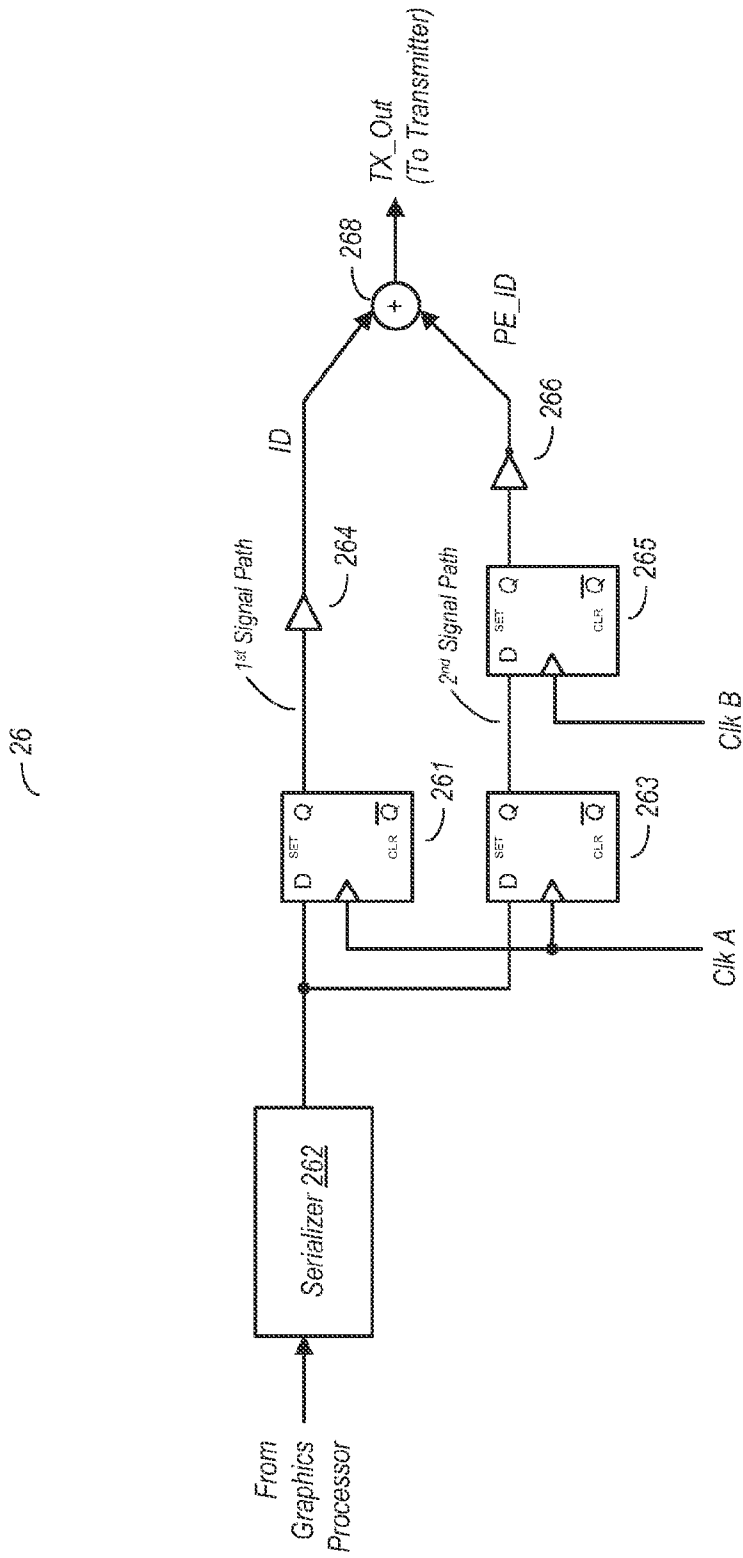 26
From
Graphics
Processor
Serializer 262
Clk A
D
SET
Q
CLR
Q̅
261
D
SET
Q
CLR
Q̅
263
1st Signal Path
2nd Signal Path
Clk B
D
SET
Q
CLR
Q̅
265
264
266
ID
PE_ID
+
268
TX_Out
(To Transmitter)